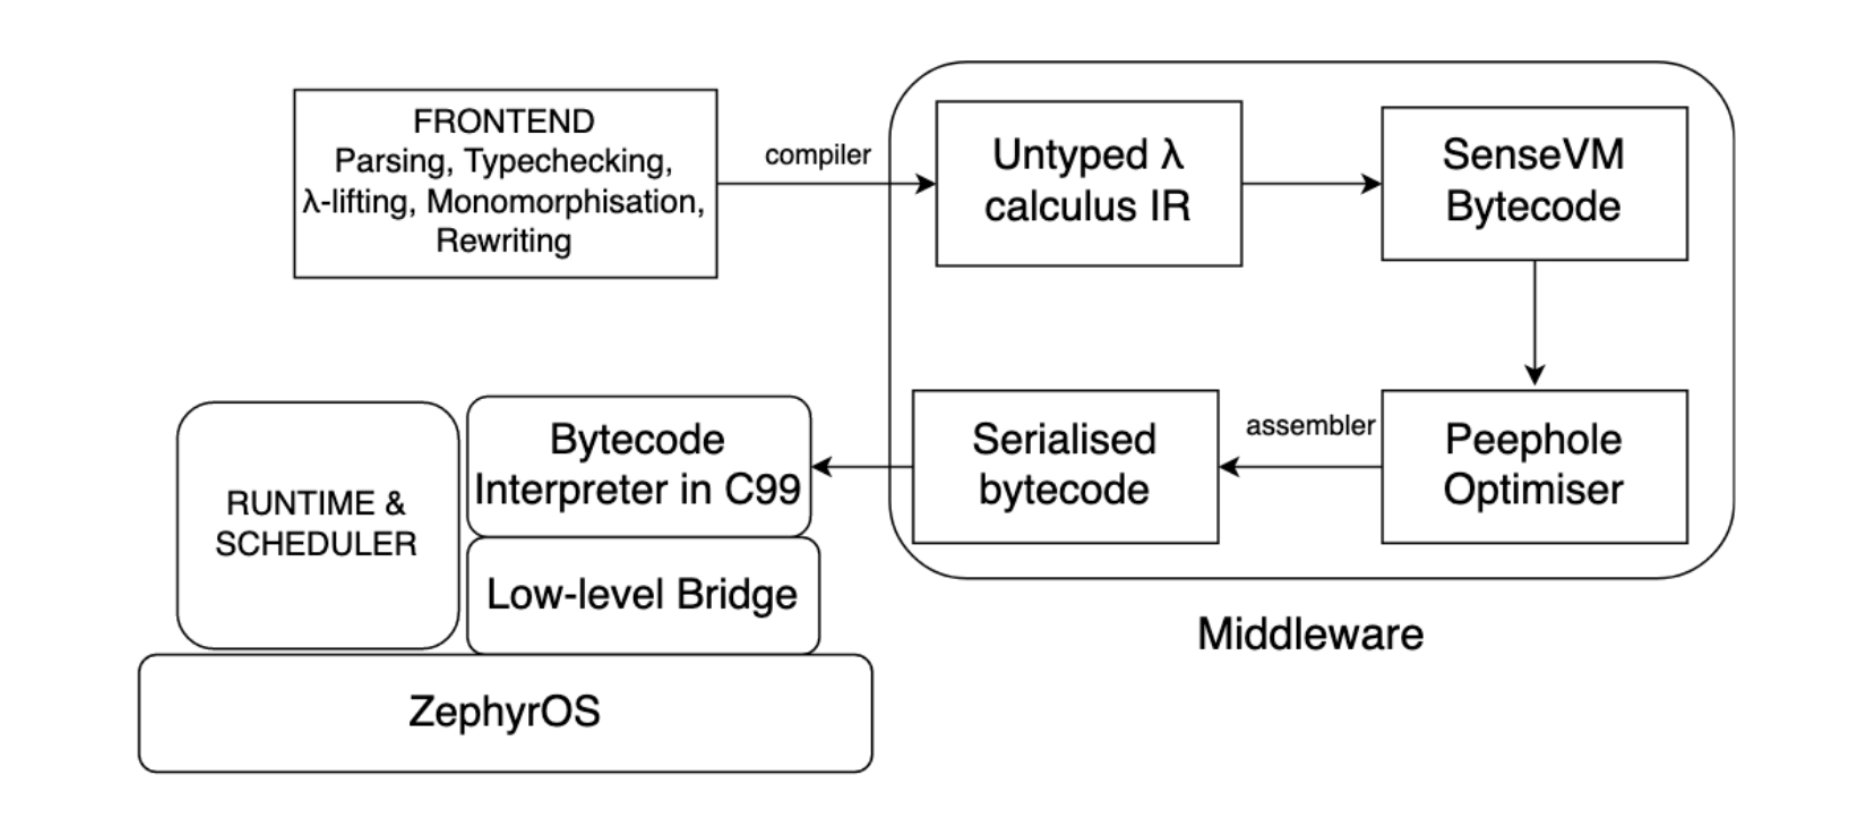 FRONTEND
Parsing, Typechecking,
λ-lifting, Monomorphisation,
Rewriting
compiler
Untyped λ
calculus IR
SenseVM
Bytecode
Peephole
Optimiser
assembler
Serialised
bytecode
Middleware
Bytecode
Interpreter in C99
RUNTIME &
SCHEDULER
Low-level Bridge
ZephyrOS